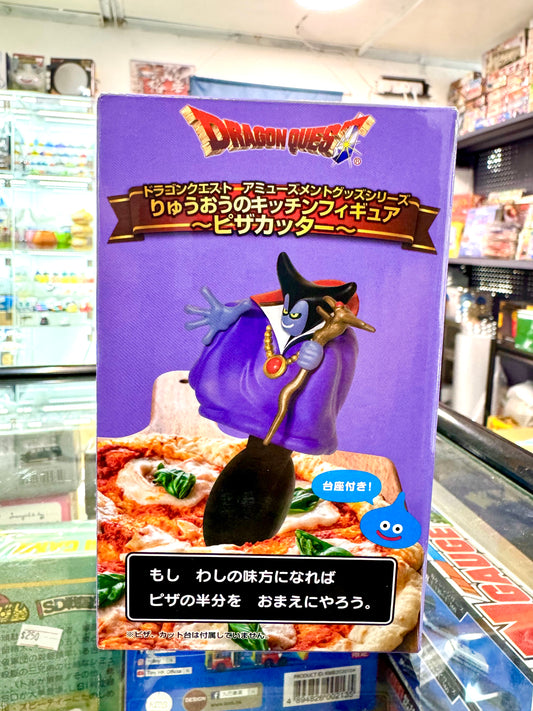 DRAGON QUEST
ドラゴンクエスト アミューズメントグッズシリーズ
りゅうおうのキッチンフィギュア
～ピザカッター～
台座付き!
もし わしの味方になれば
ピザの半分を おまえにやろう。
※ピザ、カット台は付属していません。
$250
DESIGN
N GAUGE